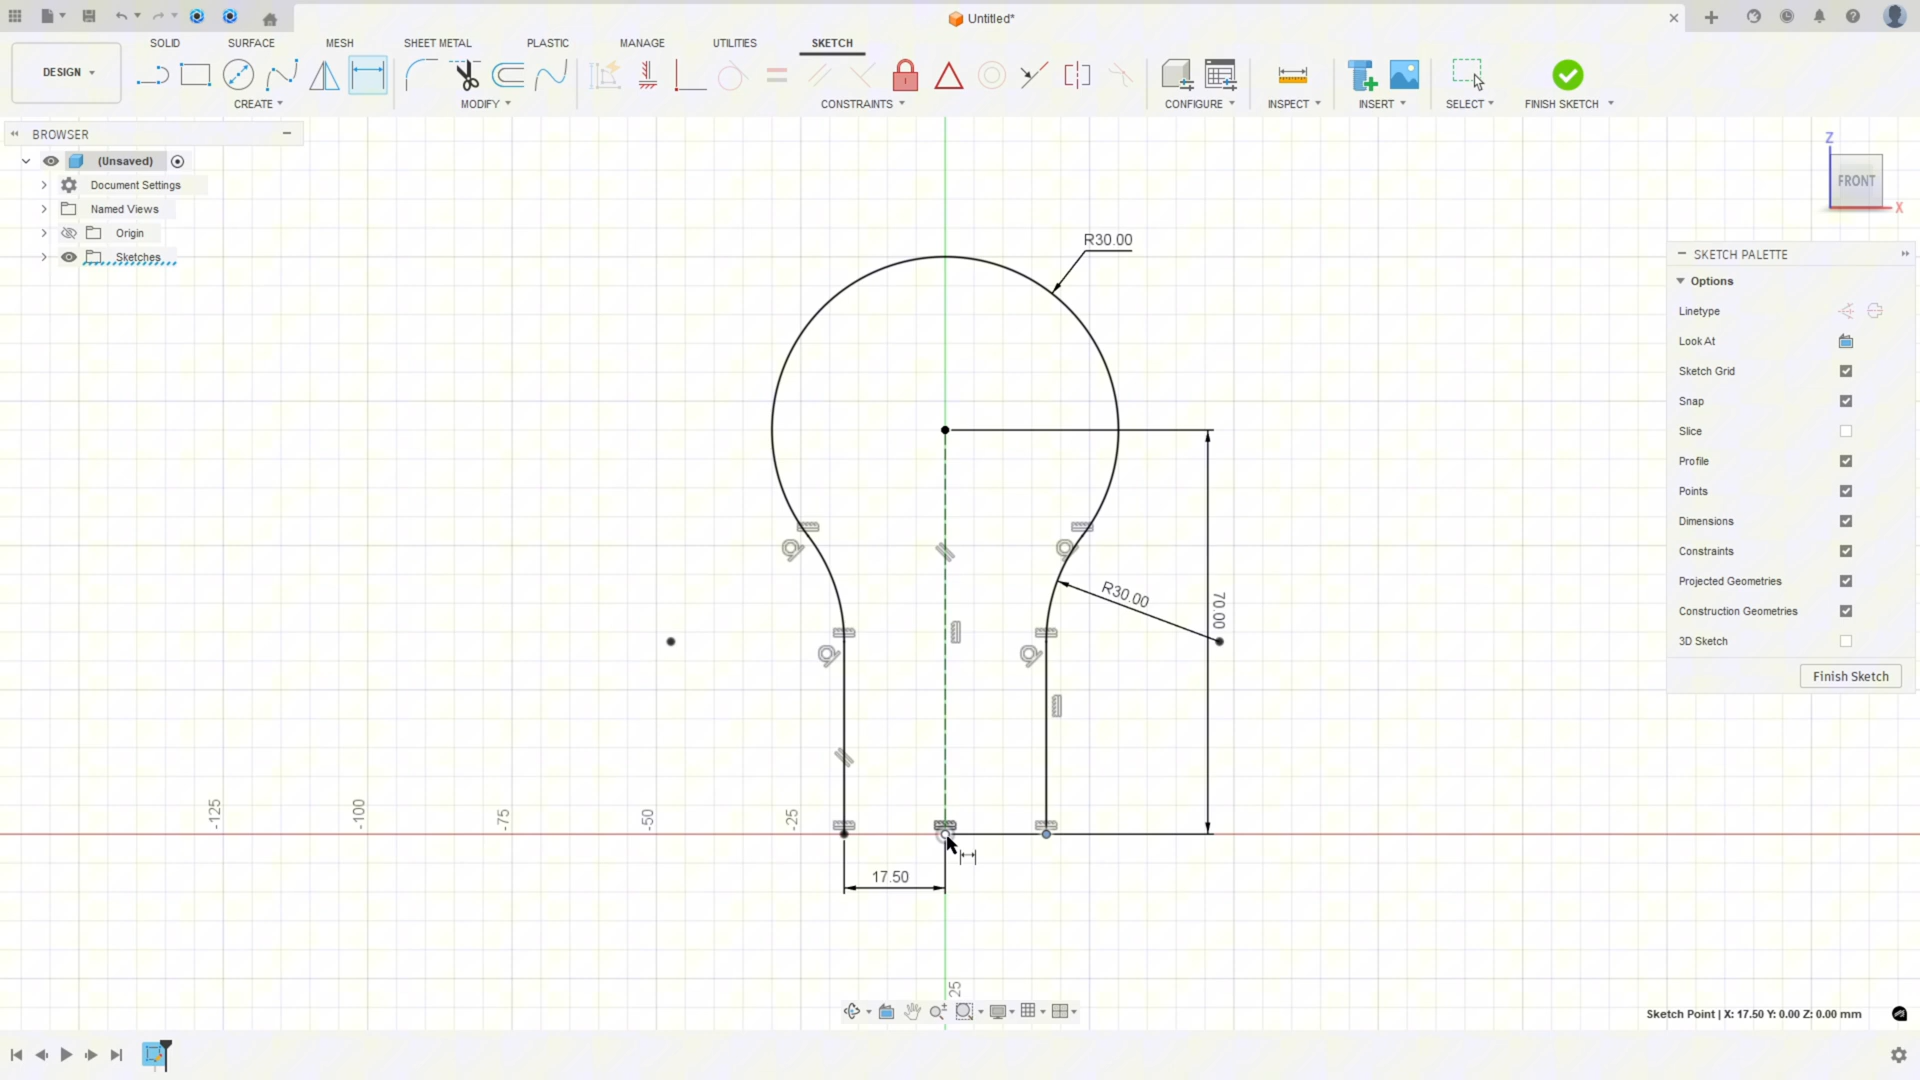 Untitled*
DESIGN
SOLID SURFACE MESH SHEET METAL PLASTIC MANAGE UTILITIES SKETCH
CREATE MODIFY CONSTRAINTS CONFIGURE INSPECT INSERT SELECT FINISH SKETCH
BROWSER
(Unsaved)
Document Settings
Named Views
Origin
Sketches
Z
FRONT
X
R30.00
R30.00
70.00
17.50
-125
-100
-75
-50
-25
25
SKETCH PALETTE
Options
Linetype
Look At
Sketch Grid
Snap
Slice
Profile
Points
Dimensions
Constraints
Projected Geometries
Construction Geometries
3D Sketch
Finish Sketch
Sketch Point | X: 17.50 Y: 0.00 Z: 0.00 mm